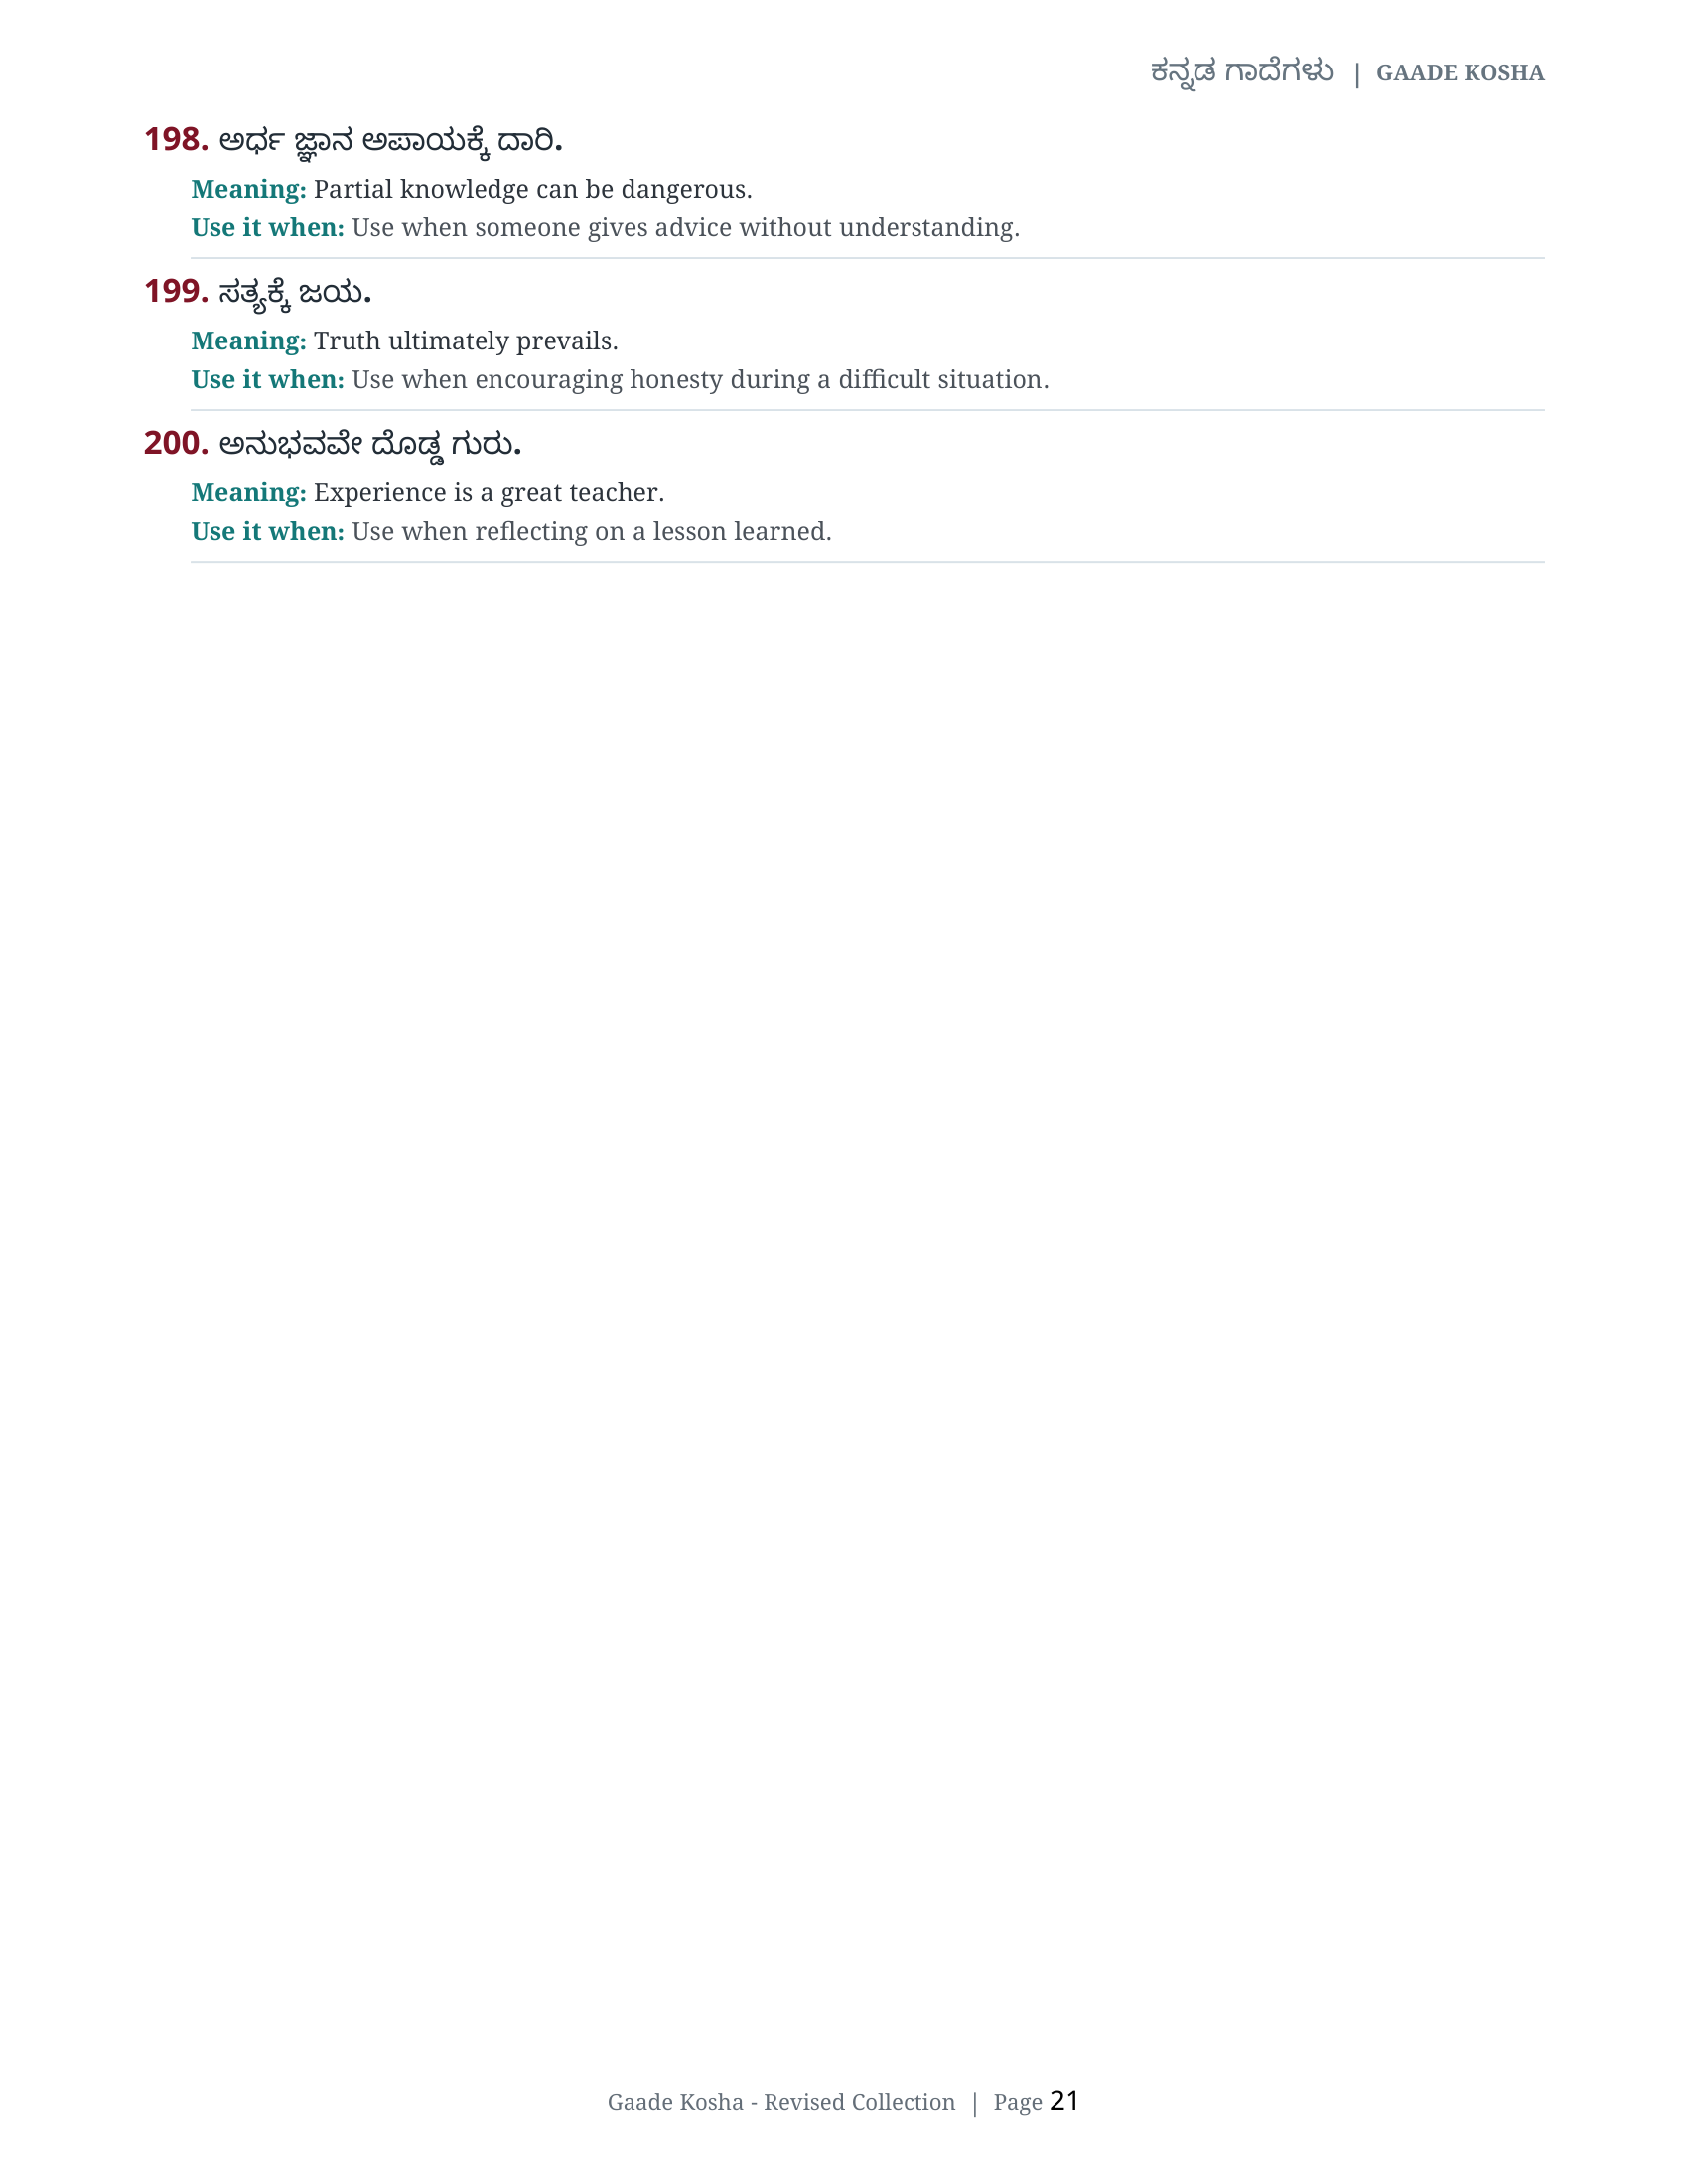 ಕನ್ನಡ ಗಾದೆಗಳು | GAADE KOSHA
198. ಅರ್ಧ ಜ್ಞಾನ ಅಪಾಯಕ್ಕೆ ದಾರಿ.
Meaning: Partial knowledge can be dangerous.
Use it when: Use when someone gives advice without understanding.
199. ಸತ್ಯಕ್ಕೆ ಜಯ.
Meaning: Truth ultimately prevails.
Use it when: Use when encouraging honesty during a difficult situation.
200. ಅನುಭವವೇ ದೊಡ್ಡ ಗುರು.
Meaning: Experience is a great teacher.
Use it when: Use when reflecting on a lesson learned.
Gaade Kosha - Revised Collection | Page 21